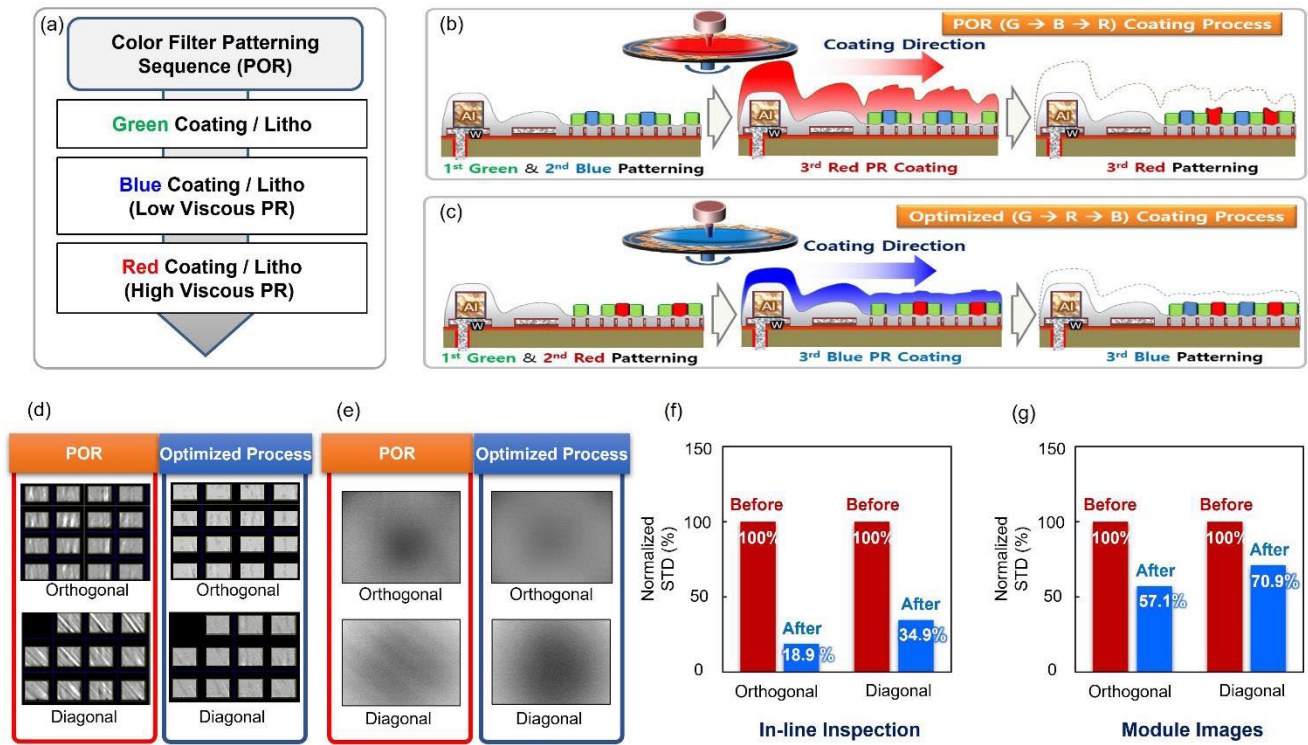 (a)
Color Filter Patterning
Sequence (POR)
Green Coating / Litho
Blue Coating / Litho
(Low Viscous PR)
Red Coating / Litho
(High Viscous PR)
(b)
POR (G → B → R) Coating Process
Coating Direction
Al
W
Al
W
Al
W
1st Green & 2nd Blue Patterning
3rd Red PR Coating
3rd Red Patterning
(c)
Optimized (G → R → B) Coating Process
Coating Direction
Al
W
Al
W
Al
W
1st Green & 2nd Red Patterning
3rd Blue PR Coating
3rd Blue Patterning
(d)
POR
Optimized Process
Orthogonal
Orthogonal
Diagonal
Diagonal
(e)
POR
Optimized Process
Orthogonal
Orthogonal
Diagonal
Diagonal
(f)
Normalized
STD (%)
150
100
50
0
Before
100%
After
18.9 %
Before
100%
After
34.9%
Orthogonal
Diagonal
In-line Inspection
(g)
Normalized
STD (%)
150
100
50
0
Before
100%
After
57.1%
Before
100%
After
70.9%
Orthogonal
Diagonal
Module Images